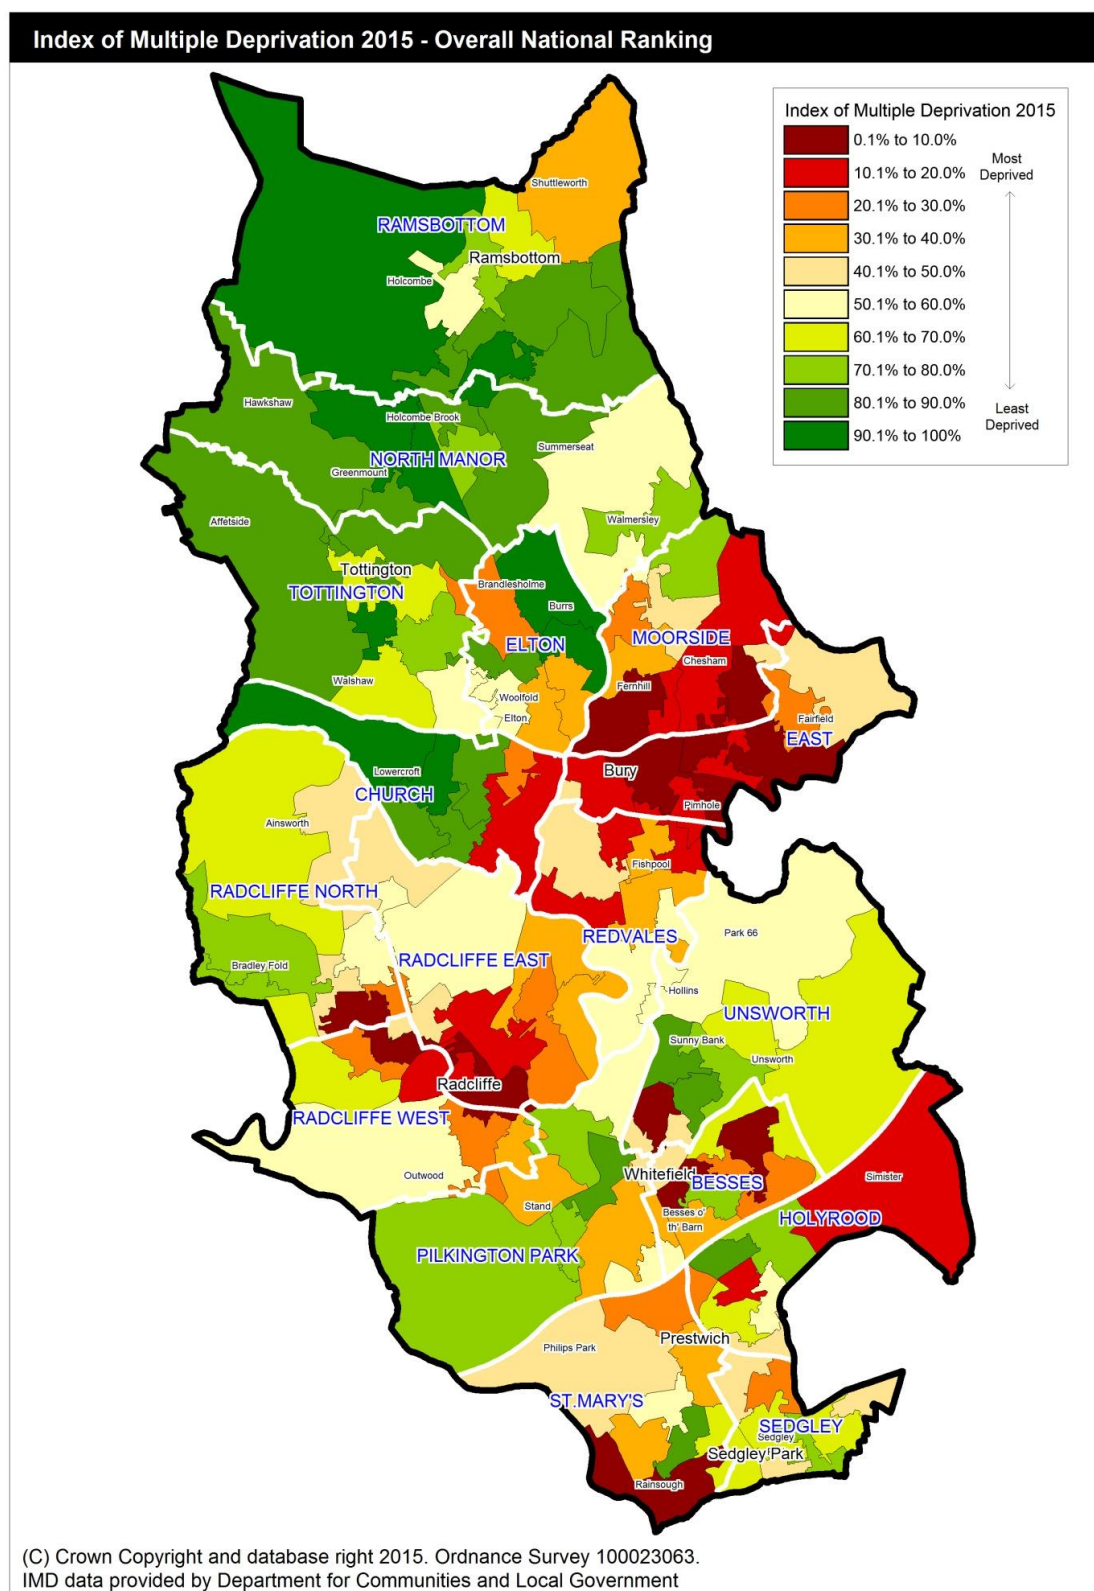 Index of Multiple Deprivation 2015 - Overall National Ranking
Index of Multiple Deprivation 2015
0.1% to 10.0%
10.1% to 20.0%
20.1% to 30.0%
30.1% to 40.0%
40.1% to 50.0%
50.1% to 60.0%
60.1% to 70.0%
70.1% to 80.0%
80.1% to 90.0%
90.1% to 100%
Most
Deprived
Least
Deprived
Shuttleworth
RAMSBOTTOM
Ramsbottom
Holcombe
Hawkshaw
Holcombe Brook
Summerseat
NORTH MANOR
Greenmount
Affetside
Walmersley
Tottington
TOTTINGTON
Brandlesholme
Burrs
ELTON
MOORSIDE
Chesham
Walshaw
Fernhill
Woolfold
Elton
Fairfield
EAST
Lowercroft
Bury
CHURCH
Pimhole
Ainsworth
Fishpool
RADCLIFFE NORTH
REDVALES
Park 66
Bradley Fold
RADCLIFFE EAST
Hollins
UNSWORTH
Sunny Bank
Unsworth
Radcliffe
RADCLIFFE WEST
Outwood
Whitefield
BESSES
Simister
Stand
Besses o'
th' Barn
HOLYROOD
PILKINGTON PARK
Prestwich
Philips Park
ST.MARY'S
SEDGLEY
Sedgley
Sedgley Park
Rainsough
(C) Crown Copyright and database right 2015. Ordnance Survey 100023063.
IMD data provided by Department for Communities and Local Government